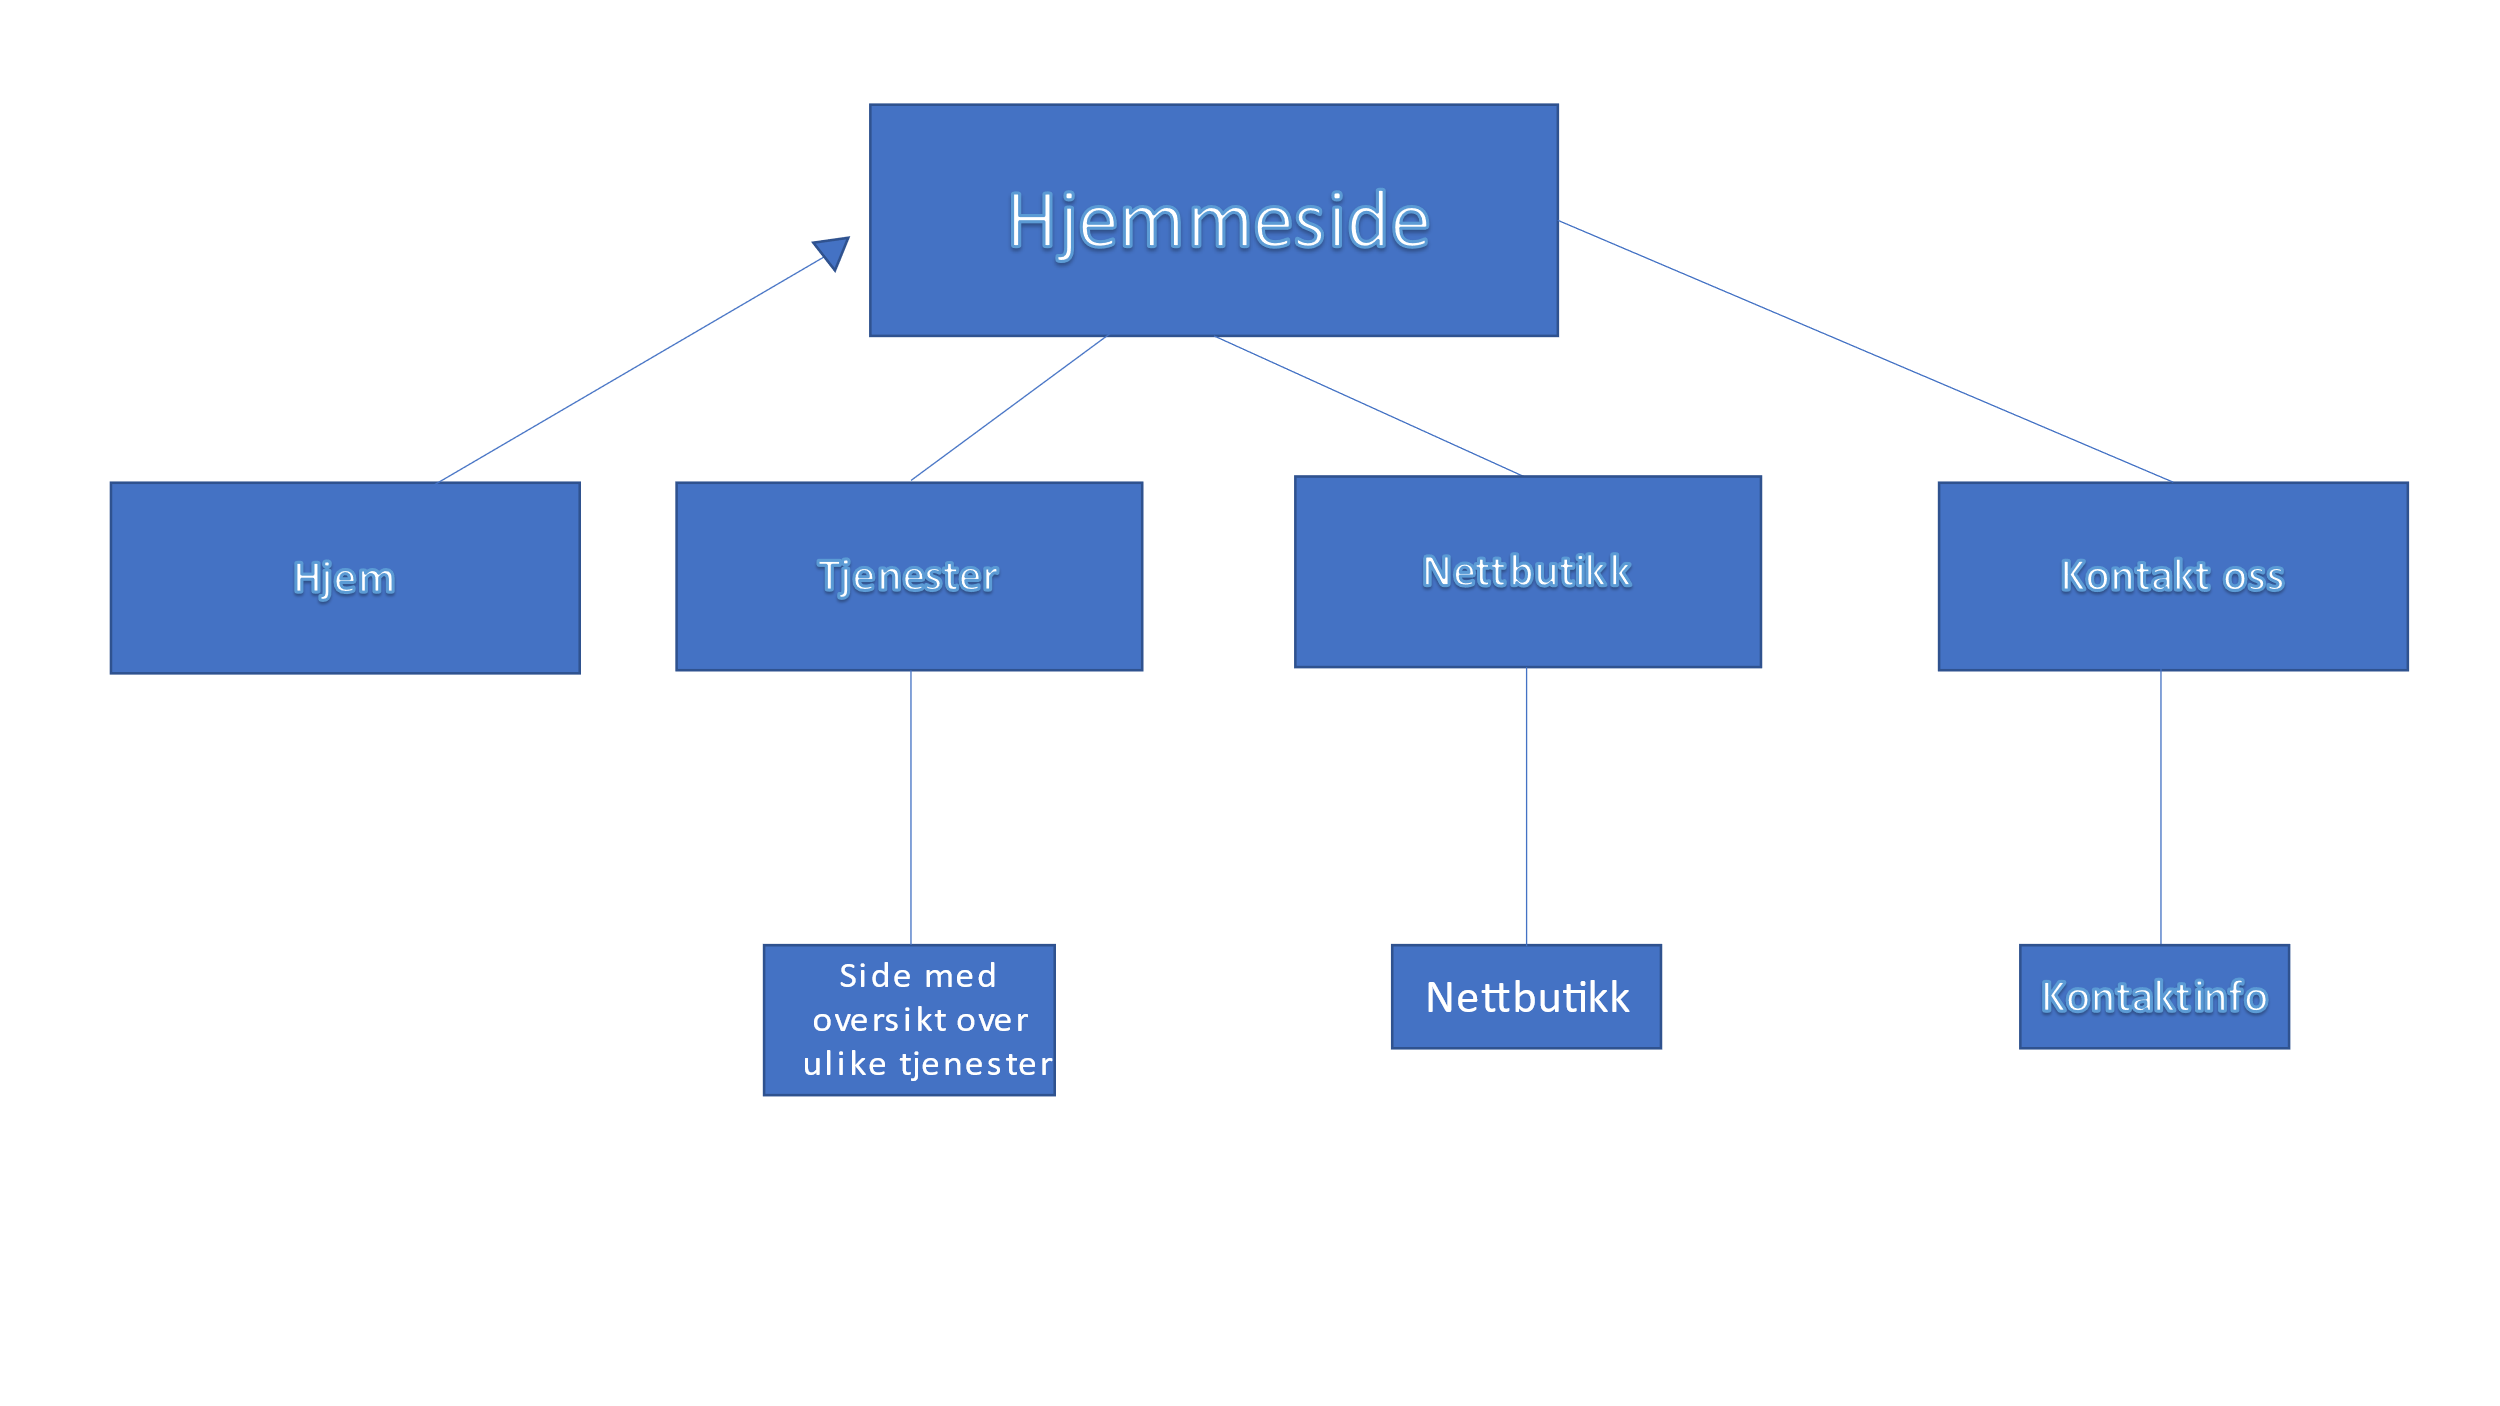 Hjemmeside
Hjem
Tjenester
Nettbutikk
Kontakt oss
Side med
oversikt over
ulike tjenester
Nettbutikk
Kontaktinfo